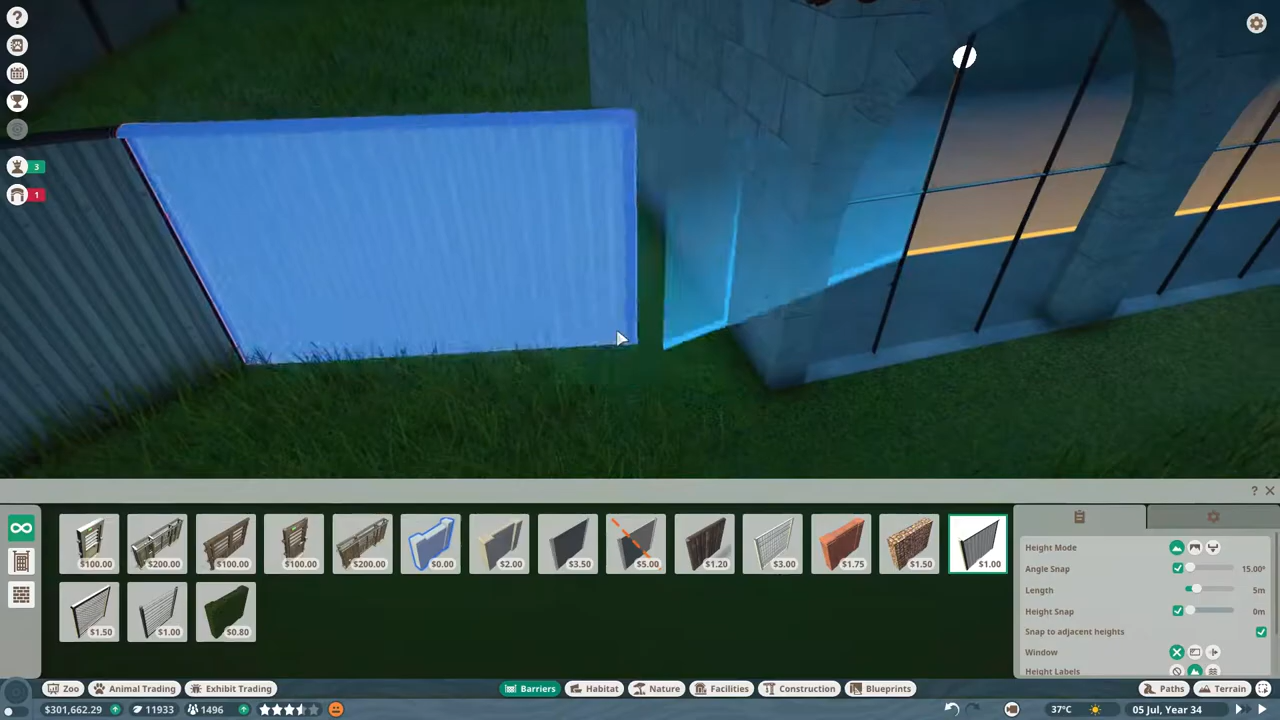 ?
3
1
? ×
$100.00 $200.00 $100.00 $100.00 $200.00 $0.00 $2.00 $3.50 $5.00 $1.20 $3.00 $1.75 $1.50 $1.00
$1.50 $1.00 $0.80
Height Mode
Angle Snap 15.00°
Length 5m
Height Snap 0m
Snap to adjacent heights
Window
Height Labels
Zoo Animal Trading Exhibit Trading Barriers Habitat Nature Facilities Construction Blueprints Paths Terrain
$301,662.29 11933 1496 37°C 05 Jul, Year 34